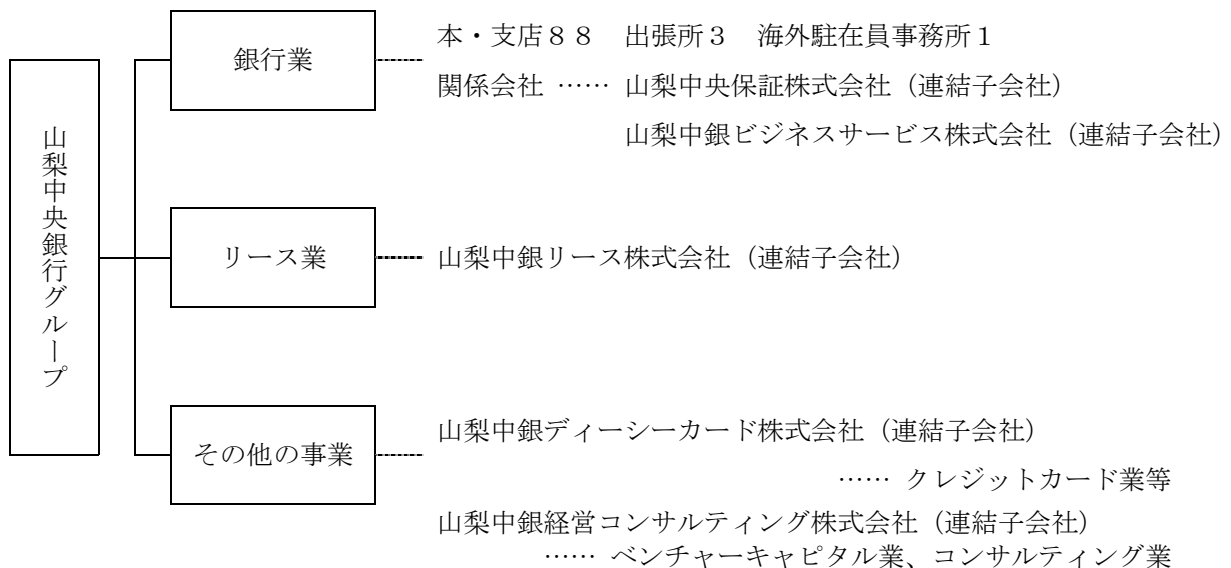 山梨中央銀行グループ
銀行業
本・支店88 出張所3 海外駐在員事務所1
関係会社 …… 山梨中央保証株式会社(連結子会社)
山梨中銀ビジネスサービス株式会社(連結子会社)
リース業
山梨中銀リース株式会社(連結子会社)
その他の事業
山梨中銀ディーシーカード株式会社(連結子会社)
…… クレジットカード業等
山梨中銀経営コンサルティング株式会社(連結子会社)
…… ベンチャーキャピタル業、コンサルティング業